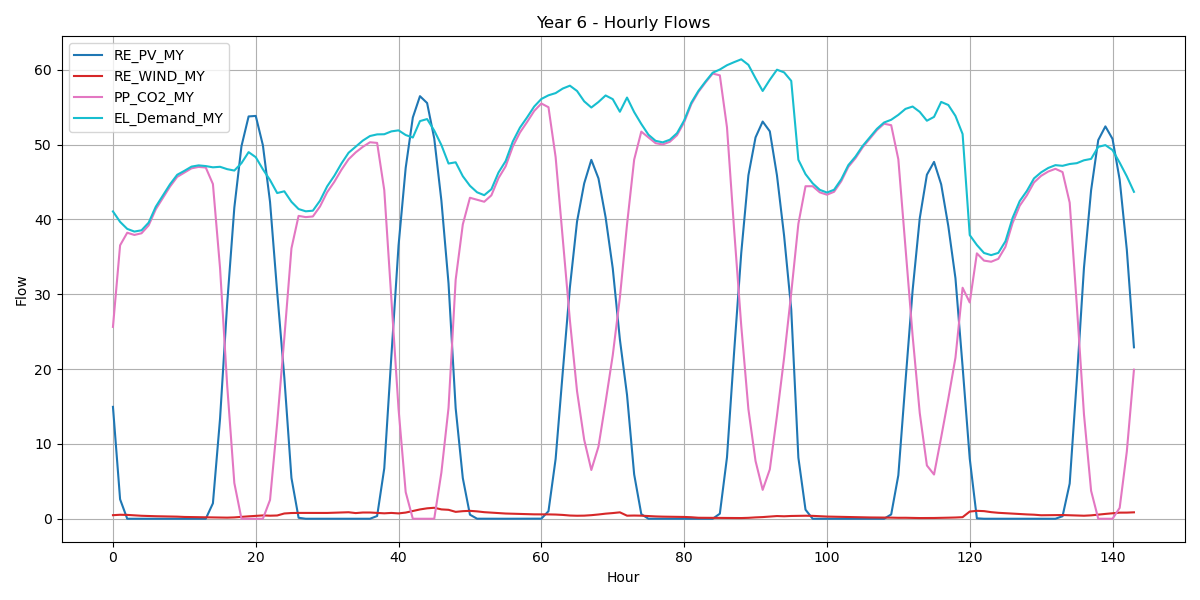 Year 6 - Hourly Flows
RE_PV_MY
RE_WIND_MY
PP_CO2_MY
EL_Demand_MY
Flow
60
50
40
30
20
10
0
0 20 40 60 80 100 120 140
Hour